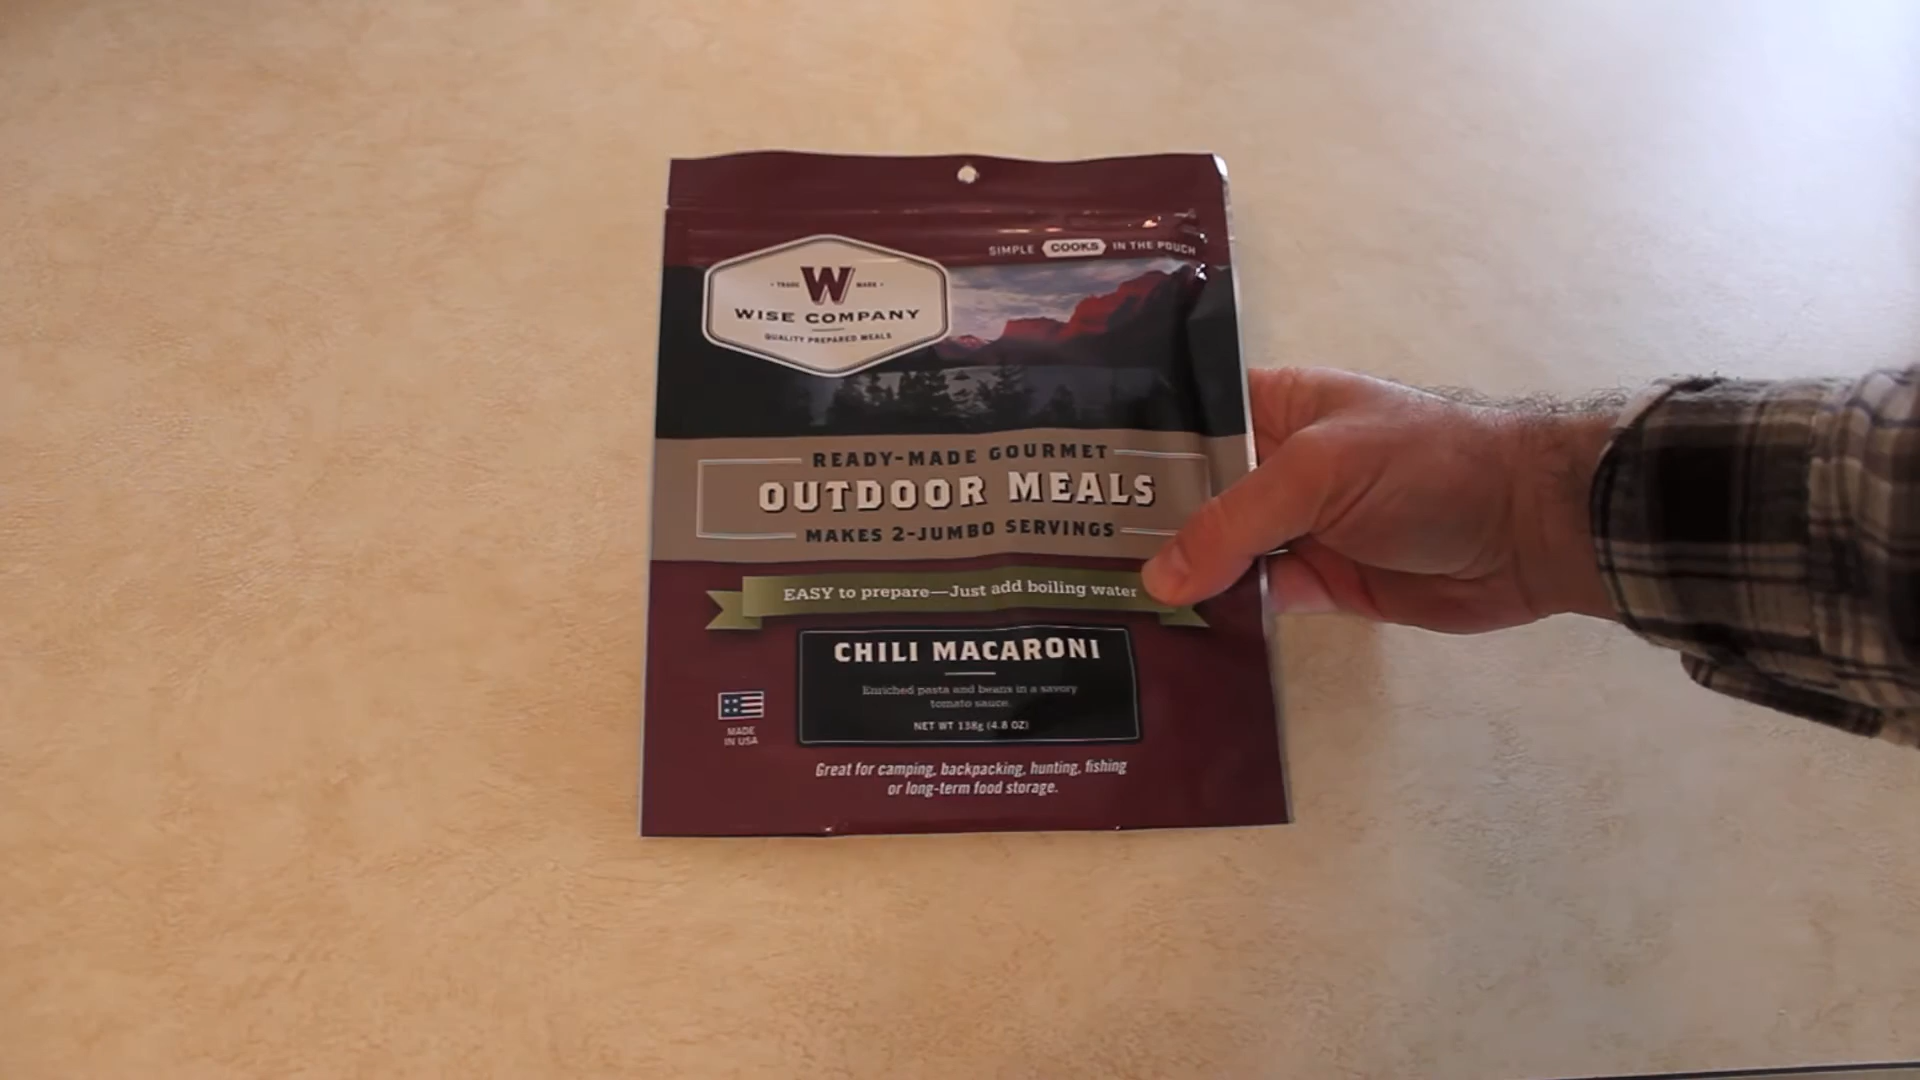 SIMPLE COOKS IN THE POUCH
TRADE W MARK
WISE COMPANY
QUALITY PREPARED MEALS
READY-MADE GOURMET
OUTDOOR MEALS
MAKES 2-JUMBO SERVINGS
EASY to prepare—Just add boiling water
CHILI MACARONI
Enriched pasta and beans in a savory
tomato sauce.
NET WT 138g (4.8 OZ)
MADE
IN USA
Great for camping, backpacking, hunting, fishing
or long-term food storage.